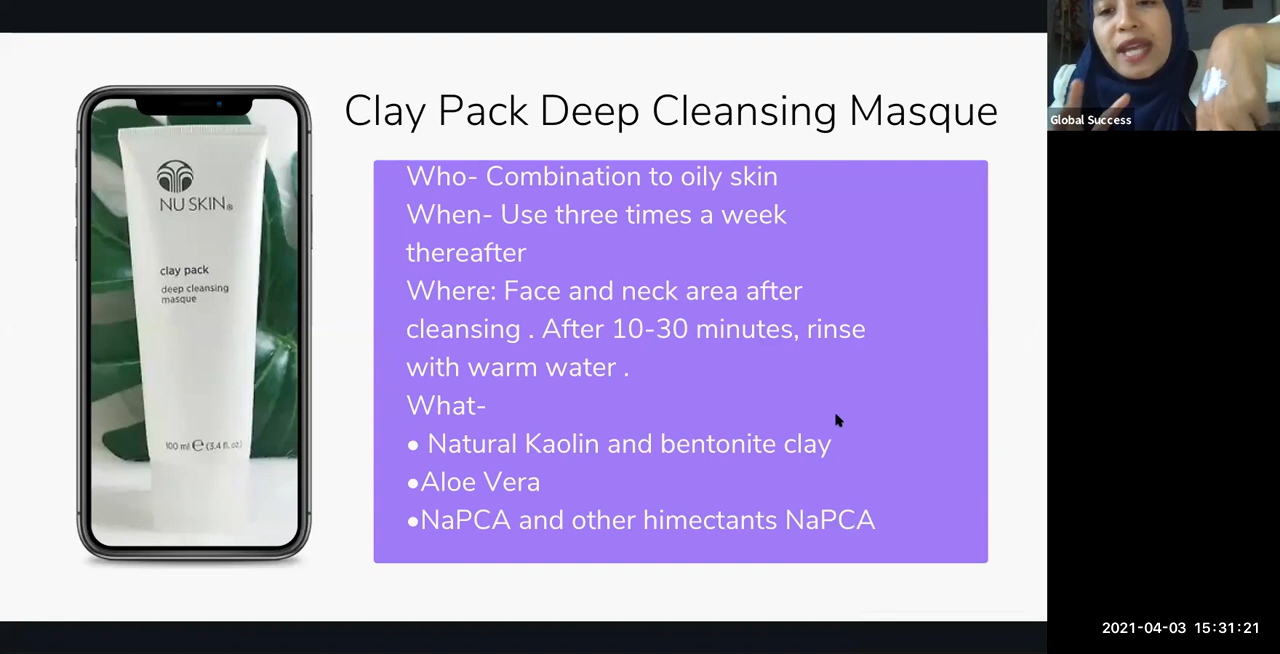 Clay Pack Deep Cleansing Masque
NU SKIN®
clay pack
deep cleansing
masque
100 ml ℮ (3.4 fl. oz.)
Who- Combination to oily skin
When- Use three times a week
thereafter
Where: Face and neck area after
cleansing . After 10-30 minutes, rinse
with warm water .
What-
• Natural Kaolin and bentonite clay
•Aloe Vera
•NaPCA and other himectants NaPCA
Global Success
2021-04-03 15:31:21